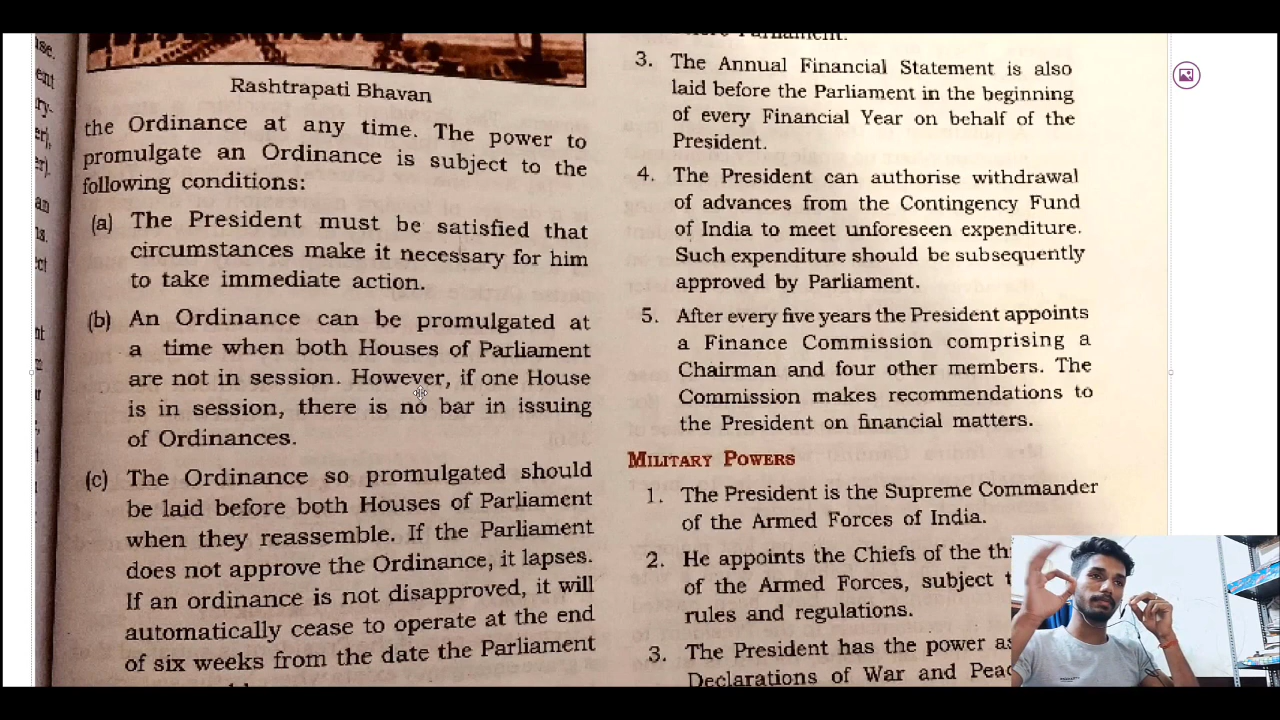 Rashtrapati Bhavan
the Ordinance at any time. The power to
promulgate an Ordinance is subject to the
following conditions:
(a) The President must be satisfied that
circumstances make it necessary for him
to take immediate action.
(b) An Ordinance can be promulgated at
a time when both Houses of Parliament
are not in session. However, if one House
is in session, there is no bar in issuing
of Ordinances.
(c) The Ordinance so promulgated should
be laid before both Houses of Parliament
when they reassemble. If the Parliament
does not approve the Ordinance, it lapses.
If an ordinance is not disapproved, it will
automatically cease to operate at the end
of six weeks from the date the Parliament
Parliament.
3. The Annual Financial Statement is also
laid before the Parliament in the beginning
of every Financial Year on behalf of the
President.
4. The President can authorise withdrawal
of advances from the Contingency Fund
of India to meet unforeseen expenditure.
Such expenditure should be subsequently
approved by Parliament.
5. After every five years the President appoints
a Finance Commission comprising a
Chairman and four other members. The
Commission makes recommendations to
the President on financial matters.
MILITARY POWERS
1. The President is the Supreme Commander
of the Armed Forces of India.
2. He appoints the Chiefs of the
of the Armed Forces, subject
rules and regulations.
3. The President has the power
Declarations of War and